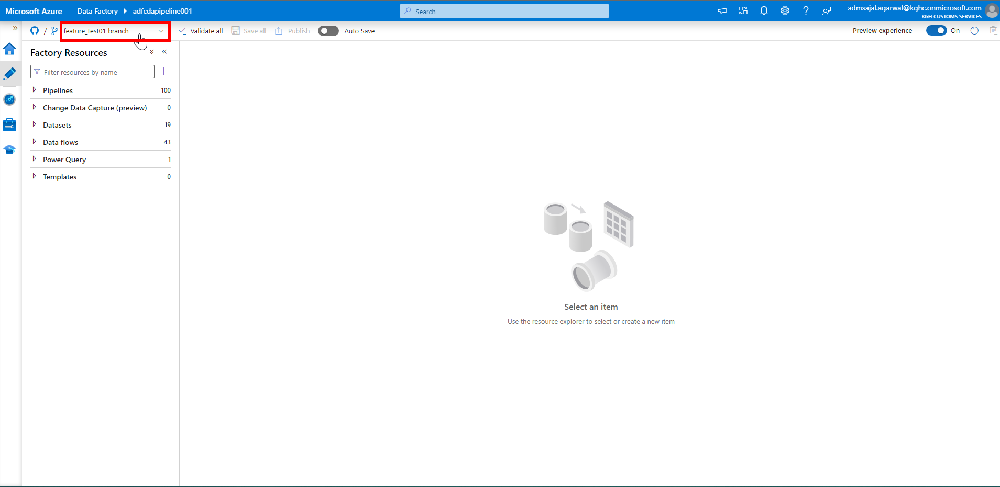 Microsoft Azure Data Factory adfcdapipeline001 Search admsajal.agarwal@kghc.onmicrosoft.com
KGH CUSTOMS SERVICES
/ feature_test01 branch Validate all Save all Publish Auto Save Preview experience On
Factory Resources
Filter resources by name
Pipelines 100
Change Data Capture (preview) 0
Datasets 19
Data flows 43
Power Query 1
Templates 0
Select an item
Use the resource explorer to select or create a new item